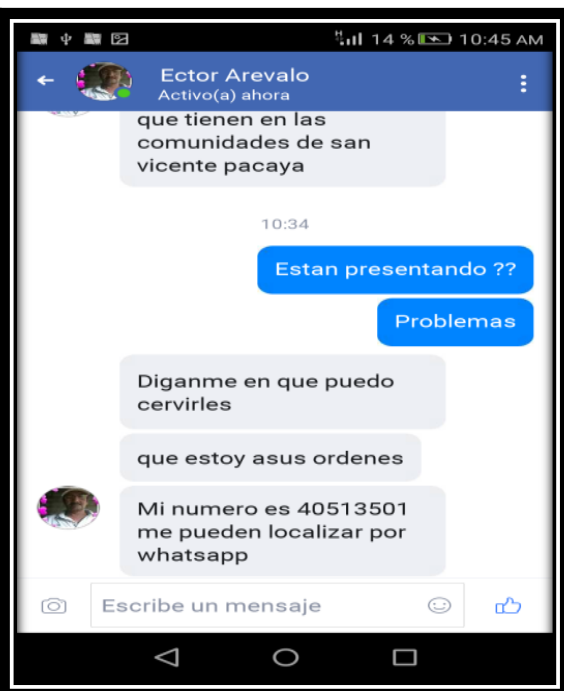 H 14 % 10:45 AM
Ector Arevalo
Activo(a) ahora
que tienen en las
comunidades de san
vicente pacaya
10:34
Estan presentando ??
Problemas
Diganme en que puedo
cervirles
que estoy asus ordenes
Mi numero es 40513501
me pueden localizar por
whatsapp
Escribe un mensaje